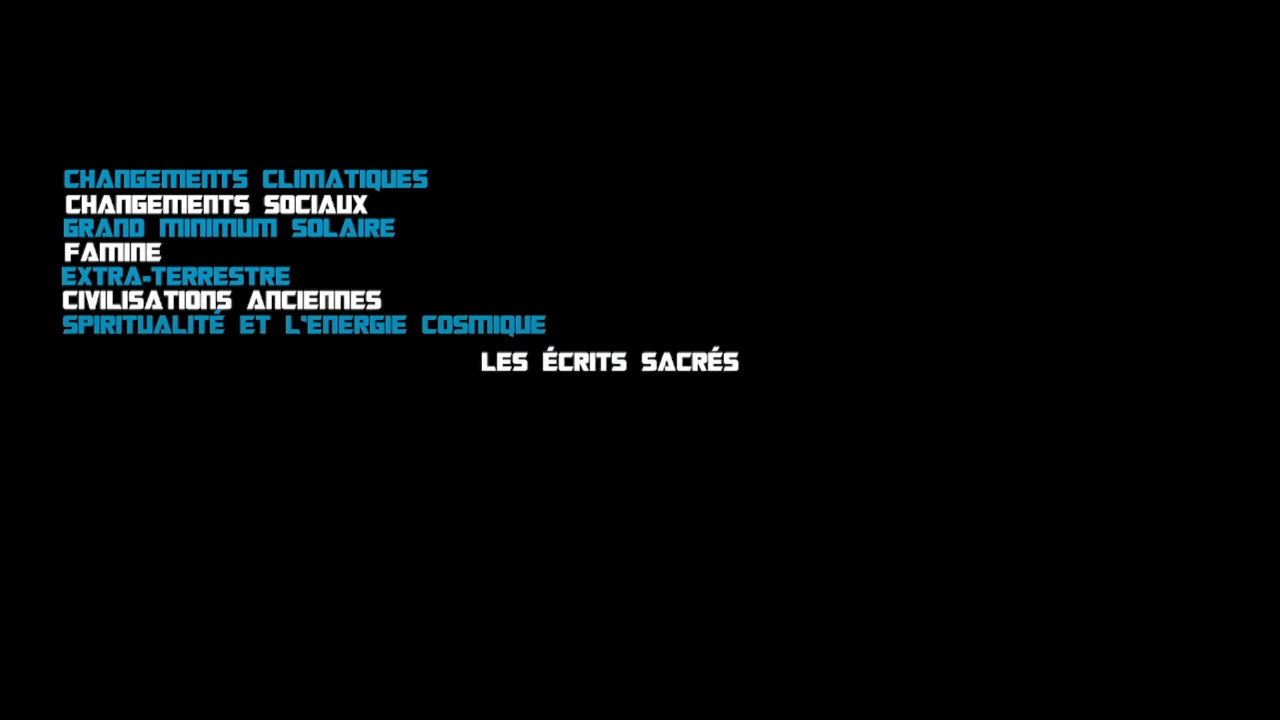 CHANGEMENTS CLIMATIQUES
CHANGEMENTS SOCIAUX
GRAND MINIMUM SOLAIRE
FAMINE
EXTRA-TERRESTRE
CIVILISATIONS ANCIENNES
SPIRITUALITÉ ET L'ENERGIE COSMIQUE
LES ÉCRITS SACRÉS